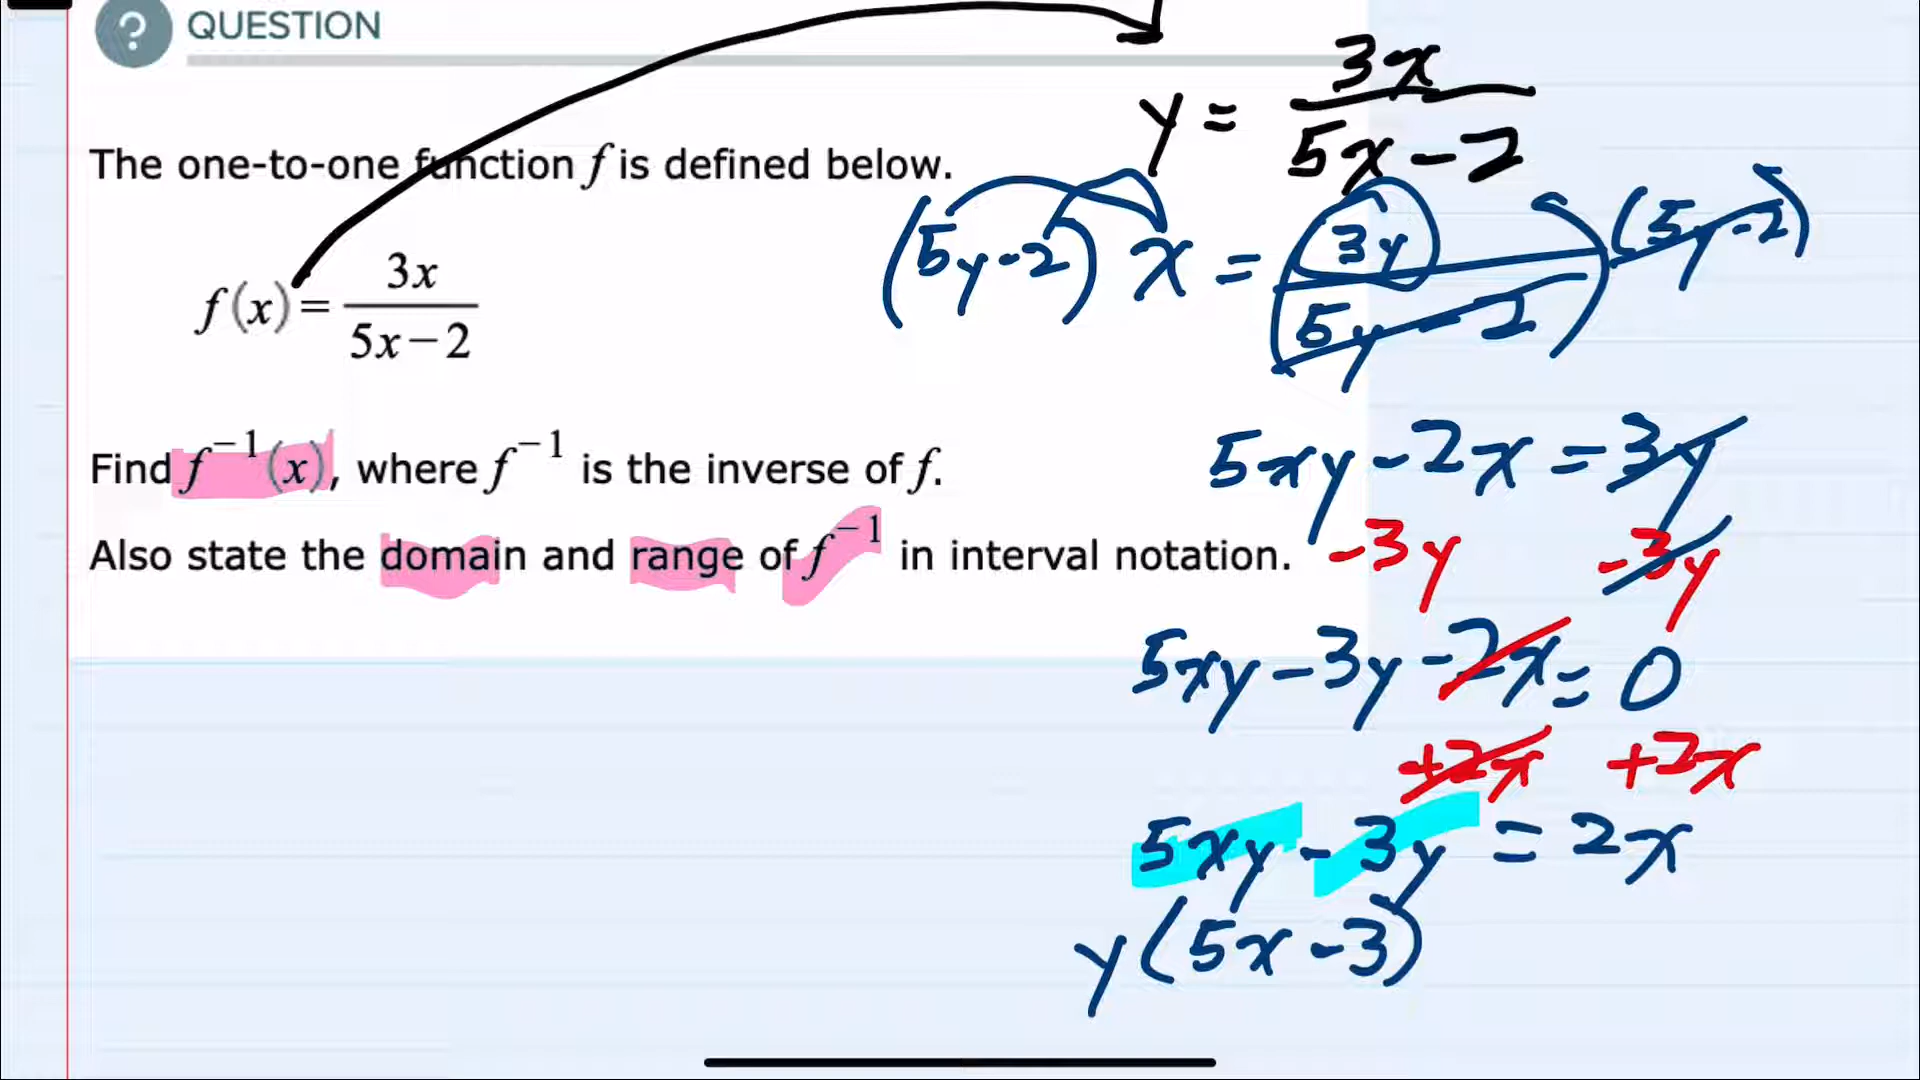 ? QUESTION
The one-to-one function f is defined below.
f(x) = 3x / 5x−2
Find f⁻¹(x), where f⁻¹ is the inverse of f.
Also state the domain and range of f⁻¹ in interval notation.
y = 3x / 5x−2
(5y−2) x = (3y / 5y−2) (5y−2)
5xy−2x = 3y
−3y −3y
5xy−3y−2x = 0
+2x +2x
5xy−3y = 2x
y(5x−3)